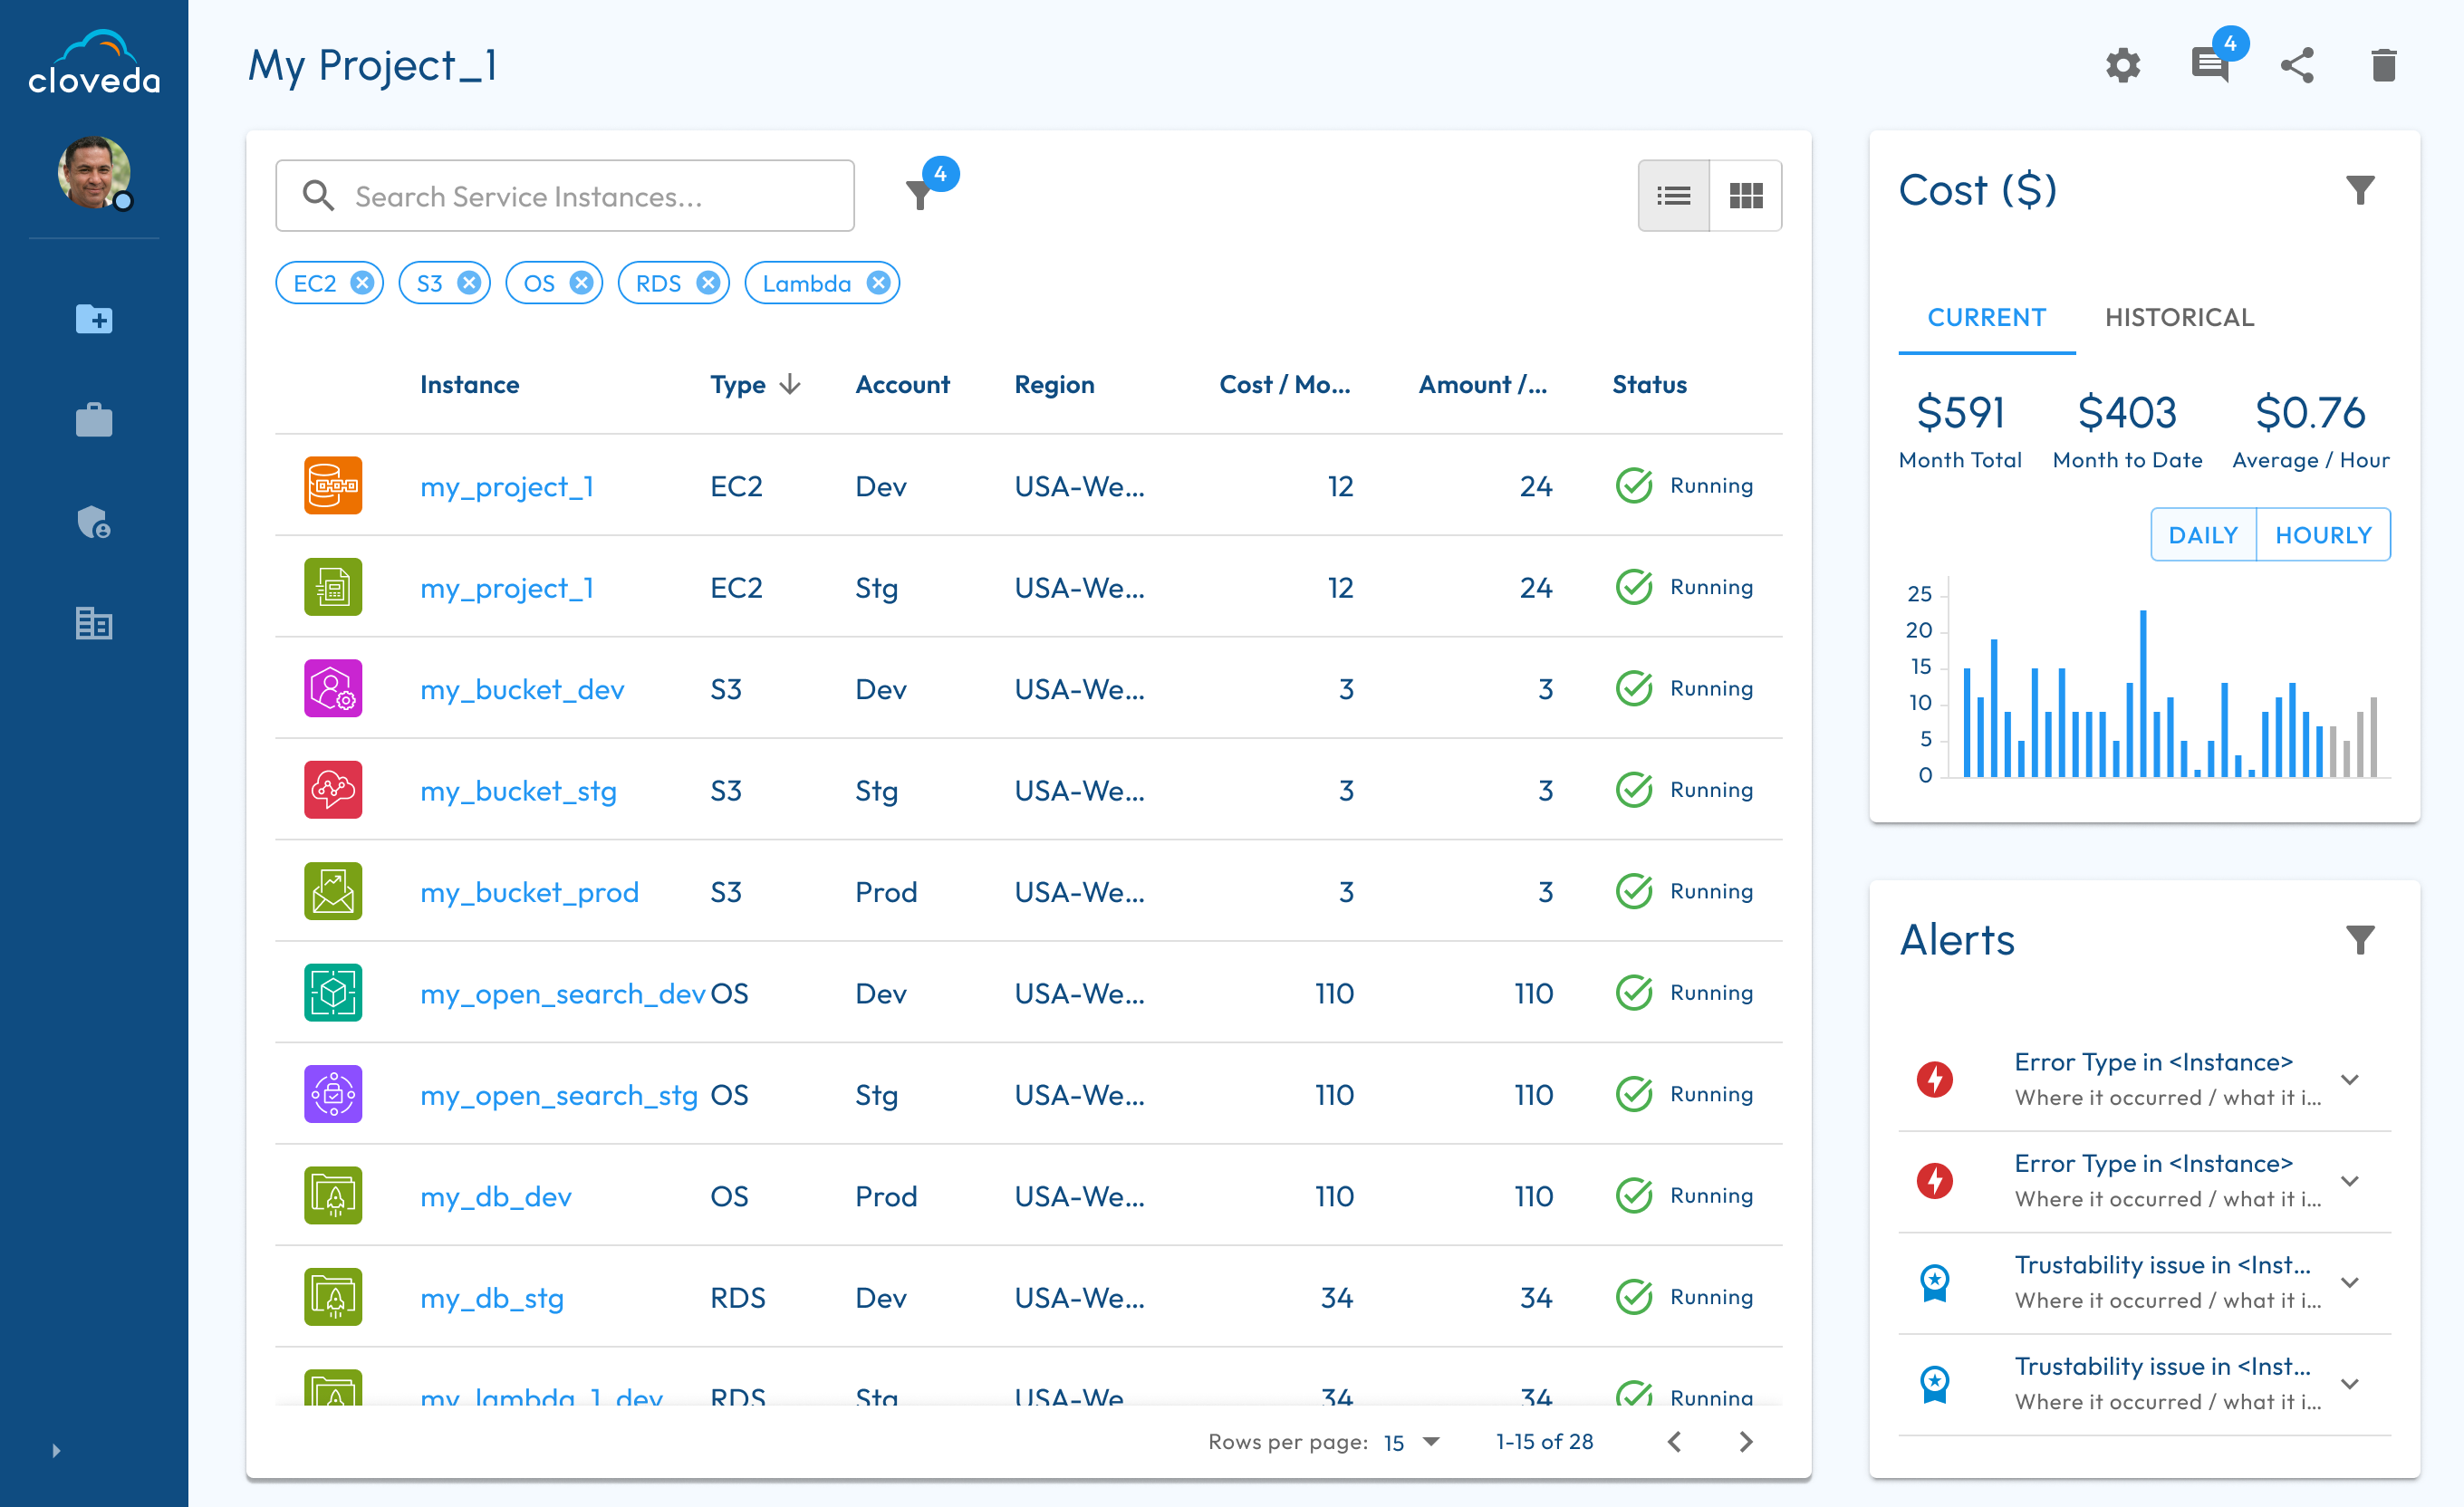 cloveda
My Project_1
4
Search Service Instances...
4
EC2 S3 OS RDS Lambda
Instance Type Account Region Cost / Mo... Amount /... Status
my_project_1 EC2 Dev USA-We... 12 24 Running
my_project_1 EC2 Stg USA-We... 12 24 Running
my_bucket_dev S3 Dev USA-We... 3 3 Running
my_bucket_stg S3 Stg USA-We... 3 3 Running
my_bucket_prod S3 Prod USA-We... 3 3 Running
my_open_search_dev OS Dev USA-We... 110 110 Running
my_open_search_stg OS Stg USA-We... 110 110 Running
my_db_dev OS Prod USA-We... 110 110 Running
my_db_stg RDS Dev USA-We... 34 34 Running
my_lambda_1_dev RDS Stg USA-We 34 34 Running
Rows per page: 15 1-15 of 28
Cost ($)
CURRENT HISTORICAL
$591 $403 $0.76
Month Total Month to Date Average / Hour
DAILY HOURLY
25
20
15
10
5
0
Alerts
Error Type in <Instance>
Where it occurred / what it i...
Error Type in <Instance>
Where it occurred / what it i...
Trustability issue in <Inst...
Where it occurred / what it i...
Trustability issue in <Inst...
Where it occurred / what it i...